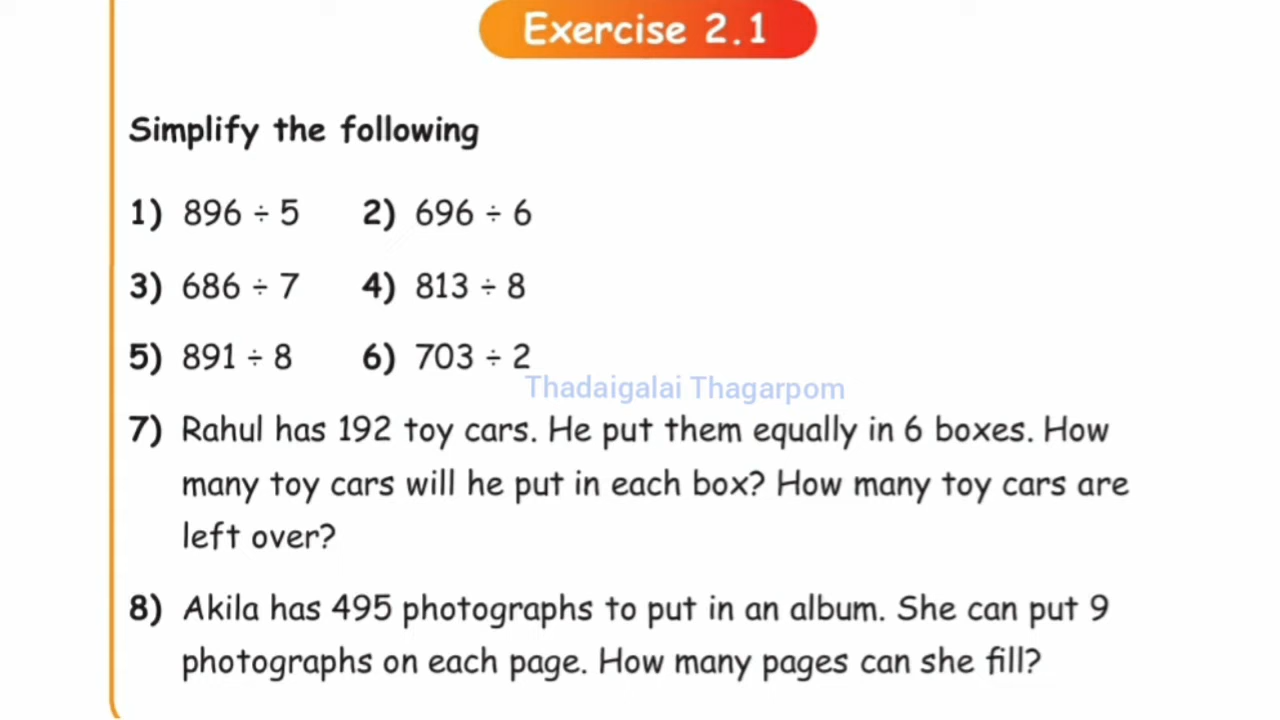 Exercise 2.1
Simplify the following
1) 896 ÷ 5 2) 696 ÷ 6
3) 686 ÷ 7 4) 813 ÷ 8
5) 891 ÷ 8 6) 703 ÷ 2
Thadaigalai Thagarpom
7) Rahul has 192 toy cars. He put them equally in 6 boxes. How
many toy cars will he put in each box? How many toy cars are
left over?
8) Akila has 495 photographs to put in an album. She can put 9
photographs on each page. How many pages can she fill?